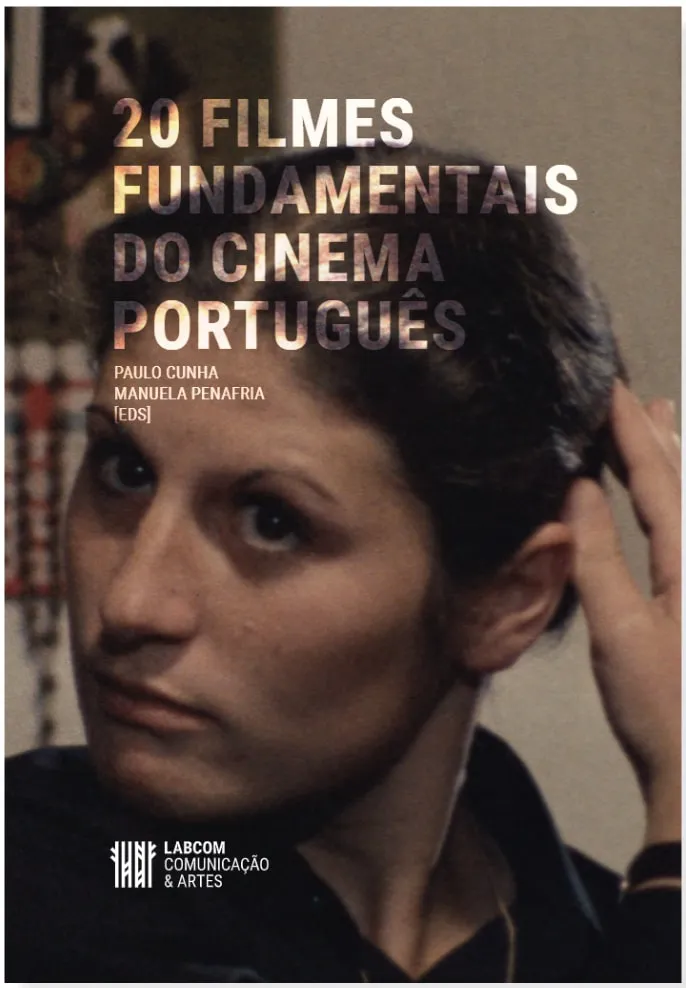 20 FILMES
FUNDAMENTAIS
DO CINEMA
PORTUGUÊS
PAULO CUNHA
MANUELA PENAFRIA
[EDS]
LABCOM
COMUNICAÇÃO
& ARTES